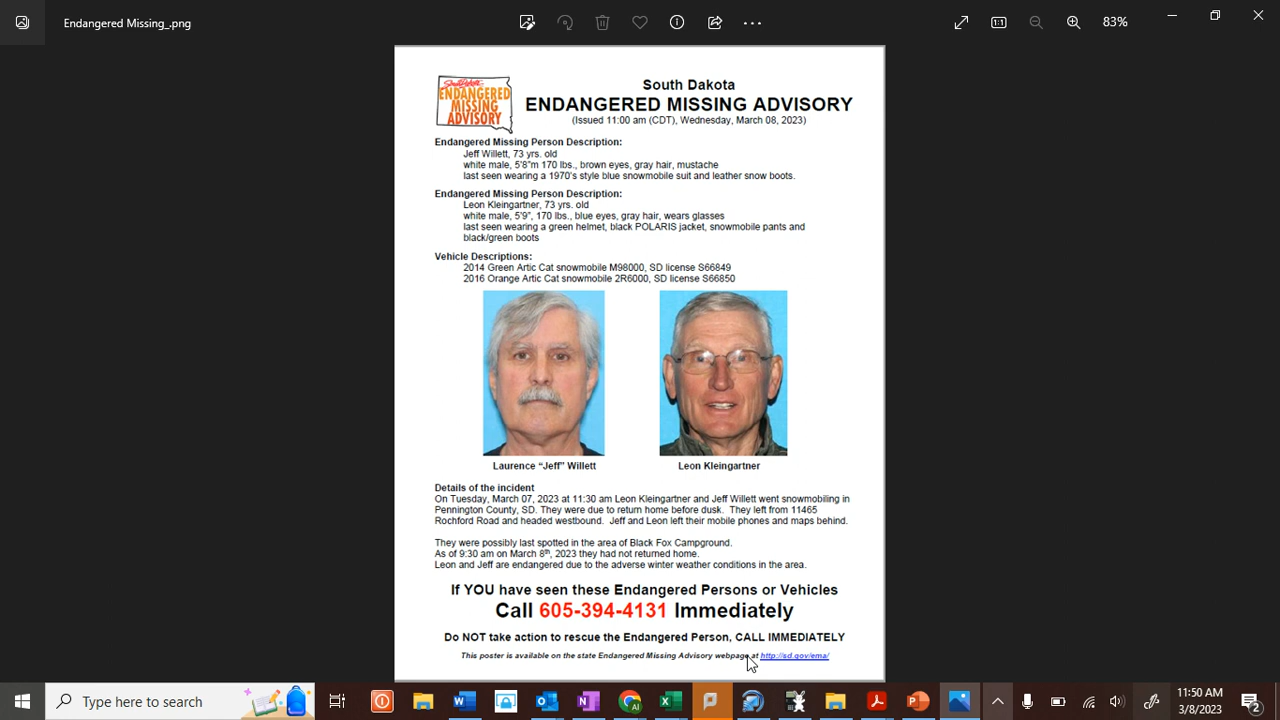 Endangered Missing_.png
83%
South Dakota
ENDANGERED
MISSING
ADVISORY
South Dakota
ENDANGERED MISSING ADVISORY
(Issued 11:00 am (CDT), Wednesday, March 08, 2023)
Endangered Missing Person Description:
Jeff Willett, 73 yrs. old
white male, 5'8"m 170 lbs., brown eyes, gray hair, mustache
last seen wearing a 1970's style blue snowmobile suit and leather snow boots.
Endangered Missing Person Description:
Leon Kleingartner, 73 yrs. old
white male, 5'9", 170 lbs., blue eyes, gray hair, wears glasses
last seen wearing a green helmet, black POLARIS jacket, snowmobile pants and
black/green boots
Vehicle Descriptions:
2014 Green Artic Cat snowmobile M98000, SD license S66849
2016 Orange Artic Cat snowmobile 2R6000, SD license S66850
Laurence "Jeff" Willett
Leon Kleingartner
Details of the incident
On Tuesday, March 07, 2023 at 11:30 am Leon Kleingartner and Jeff Willett went snowmobiling in
Pennington County, SD. They were due to return home before dusk. They left from 11465
Rochford Road and headed westbound. Jeff and Leon left their mobile phones and maps behind.
They were possibly last spotted in the area of Black Fox Campground.
As of 9:30 am on March 8th, 2023 they had not returned home.
Leon and Jeff are endangered due to the adverse winter weather conditions in the area.
If YOU have seen these Endangered Persons or Vehicles
Call 605-394-4131 Immediately
Do NOT take action to rescue the Endangered Person, CALL IMMEDIATELY
This poster is available on the state Endangered Missing Advisory webpage at http://sd.gov/ema/
Type here to search
11:50 AM
3/8/2023
2